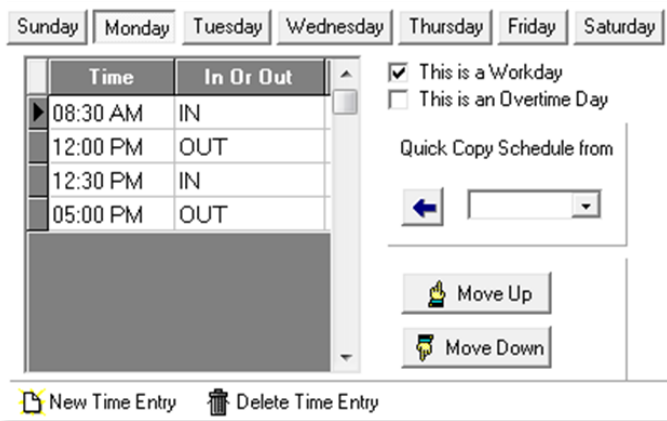 Sunday Monday Tuesday Wednesday Thursday Friday Saturday
Time In Or Out
08:30 AM IN
12:00 PM OUT
12:30 PM IN
05:00 PM OUT
This is a Workday
This is an Overtime Day
Quick Copy Schedule from
Move Up
Move Down
New Time Entry Delete Time Entry